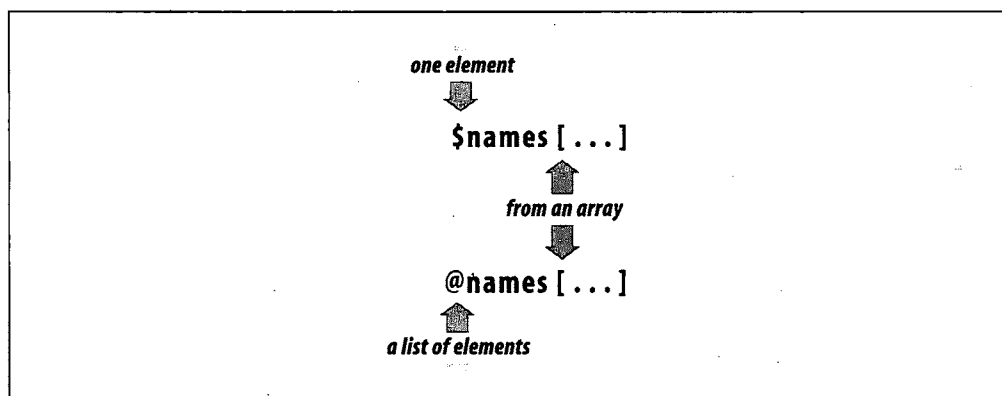 one element
$names[...]
from an array
@names[...]
a list of elements